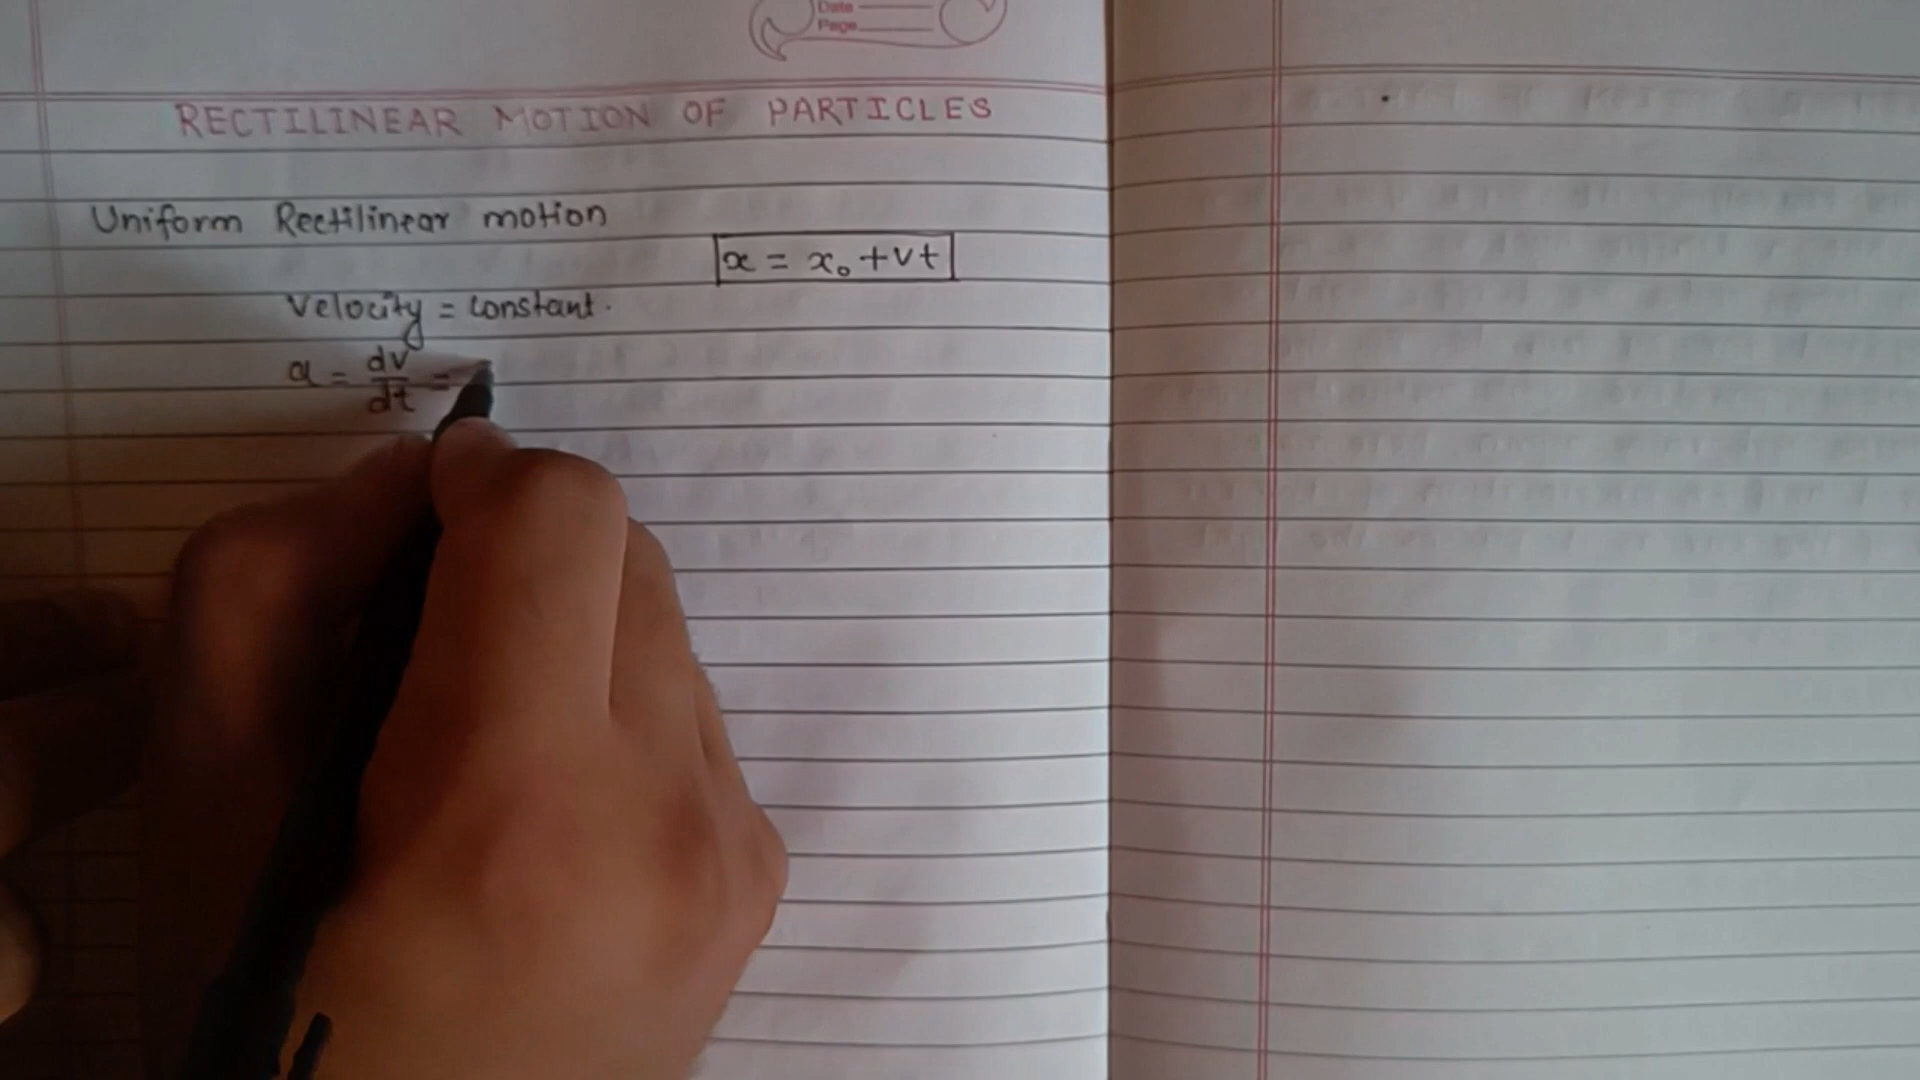 Date
Page
RECTILINEAR MOTION OF PARTICLES
Uniform Rectilinear motion
x = x₀ + vt
Velocity = constant.
a = dv/dt =